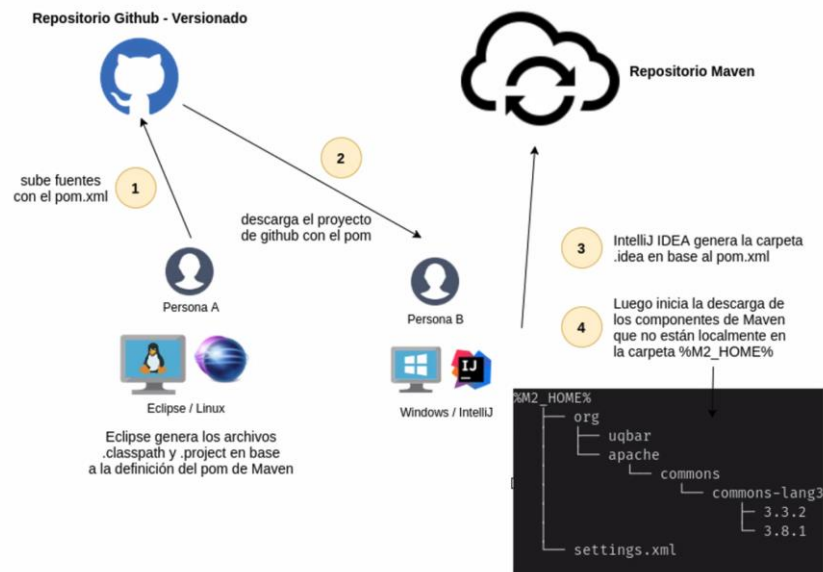 Repositorio Github - Versionado
Repositorio Maven
1
sube fuentes
con el pom.xml
2
descarga el proyecto
de github con el pom
Persona A
Persona B
Eclipse / Linux
Windows / IntelliJ
Eclipse genera los archivos
.classpath y .project en base
a la definición del pom de Maven
3
IntelliJ IDEA genera la carpeta
.idea en base al pom.xml
4
Luego inicia la descarga de
los componentes de Maven
que no están localmente en
la carpeta %M2_HOME%
IJ
%M2_HOME%
org
uqbar
apache
commons
commons-lang3
3.3.2
3.8.1
settings.xml